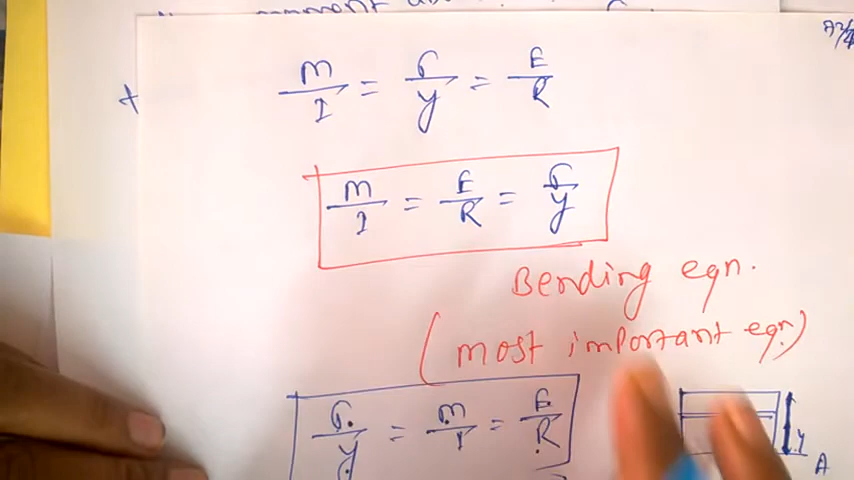 M/I = σ/y = E/R
M/I = E/R = σ/y
Bending eqn.
(most important eqn.)
σ/y = M/I = E/R
y
A